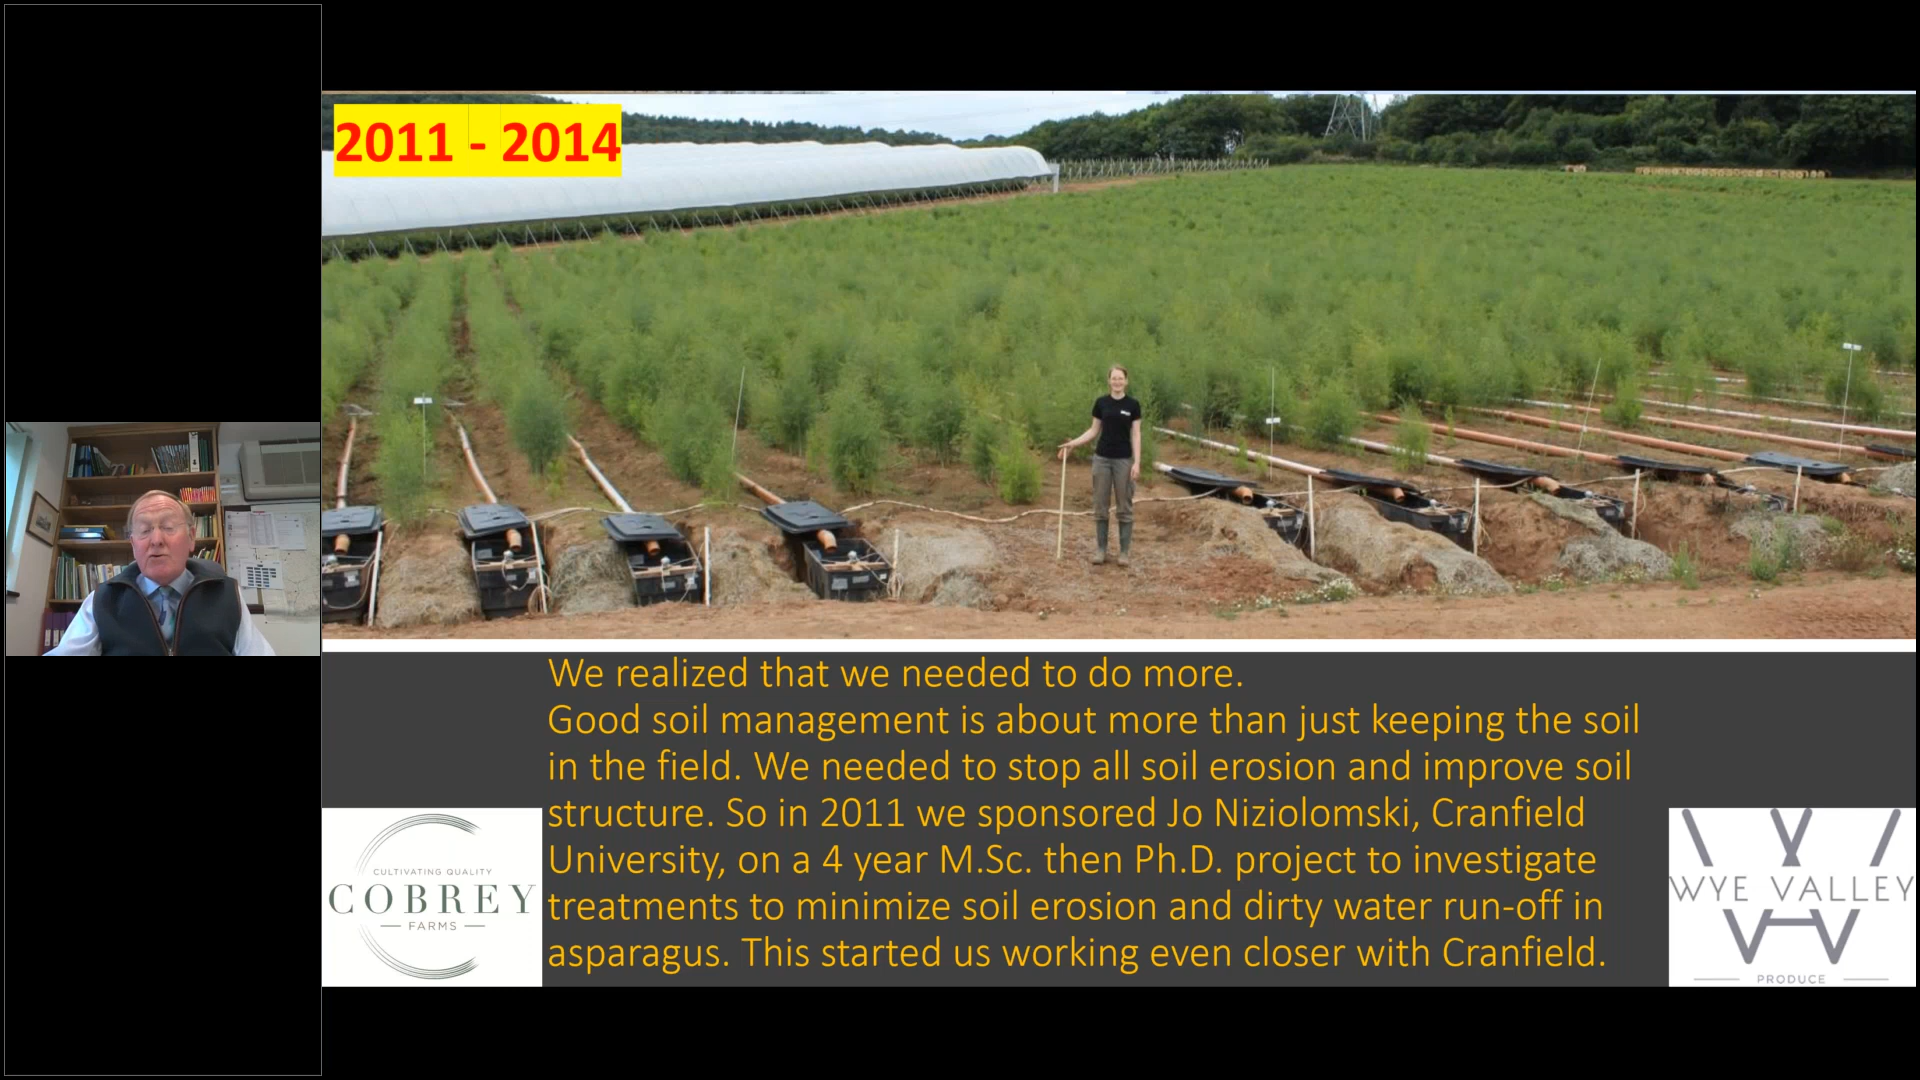 2011 - 2014
We realized that we needed to do more.
Good soil management is about more than just keeping the soil
in the field. We needed to stop all soil erosion and improve soil
structure. So in 2011 we sponsored Jo Niziolomski, Cranfield
University, on a 4 year M.Sc. then Ph.D. project to investigate
treatments to minimize soil erosion and dirty water run-off in
asparagus. This started us working even closer with Cranfield.
CULTIVATING QUALITY
COBREY
FARMS
WYE VALLEY
PRODUCE